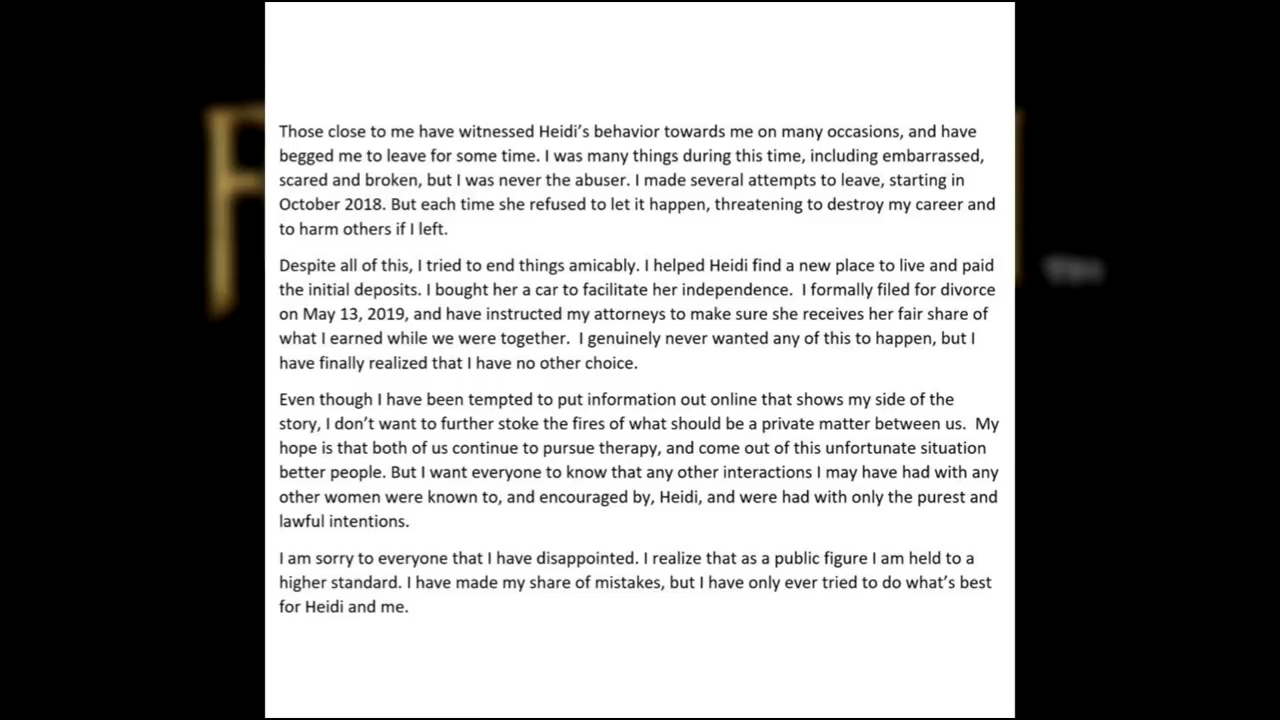 Those close to me have witnessed Heidi's behavior towards me on many occasions, and have
begged me to leave for some time. I was many things during this time, including embarrassed,
scared and broken, but I was never the abuser. I made several attempts to leave, starting in
October 2018. But each time she refused to let it happen, threatening to destroy my career and
to harm others if I left.
Despite all of this, I tried to end things amicably. I helped Heidi find a new place to live and paid
the initial deposits. I bought her a car to facilitate her independence.  I formally filed for divorce
on May 13, 2019, and have instructed my attorneys to make sure she receives her fair share of
what I earned while we were together.  I genuinely never wanted any of this to happen, but I
have finally realized that I have no other choice.
Even though I have been tempted to put information out online that shows my side of the
story, I don't want to further stoke the fires of what should be a private matter between us.  My
hope is that both of us continue to pursue therapy, and come out of this unfortunate situation
better people. But I want everyone to know that any other interactions I may have had with any
other women were known to, and encouraged by, Heidi, and were had with only the purest and
lawful intentions.
I am sorry to everyone that I have disappointed. I realize that as a public figure I am held to a
higher standard. I have made my share of mistakes, but I have only ever tried to do what's best
for Heidi and me.